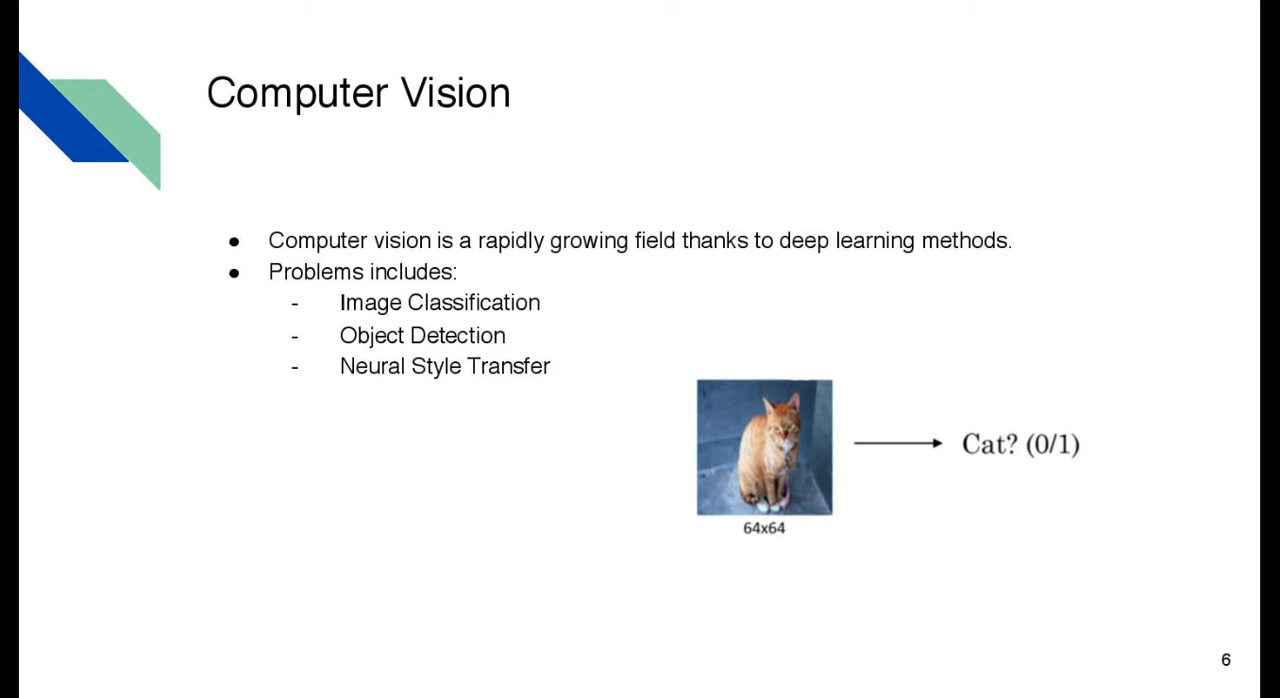 Computer Vision
● Computer vision is a rapidly growing field thanks to deep learning methods.
● Problems includes:
- Image Classification
- Object Detection
- Neural Style Transfer
Cat? (0/1)
64x64
6